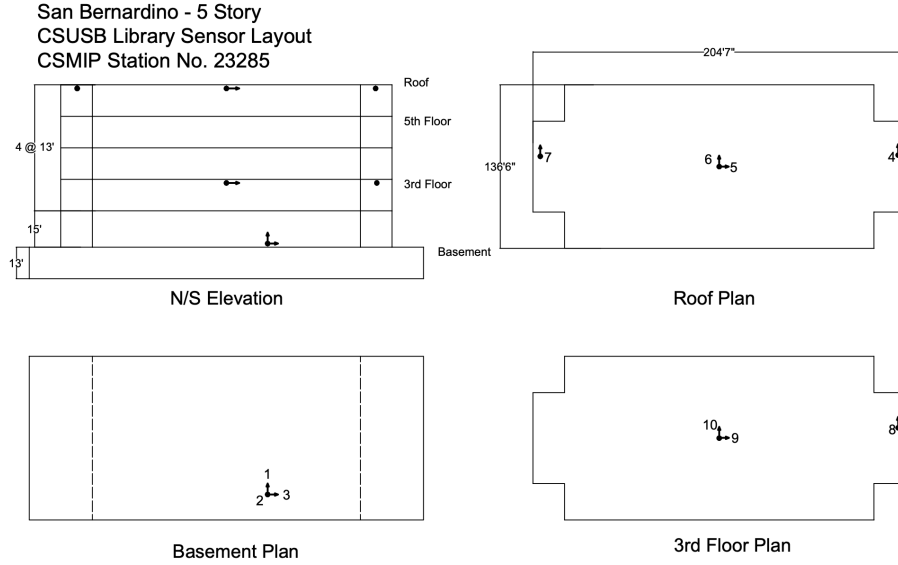 San Bernardino - 5 Story
CSUSB Library Sensor Layout
CSMIP Station No. 23285
Roof
5th Floor
4 @ 13'
3rd Floor
15'
Basement
13'
N/S Elevation
204'7"
136'6"
7
6
5
4
Roof Plan
1
2
3
Basement Plan
10
9
8
3rd Floor Plan